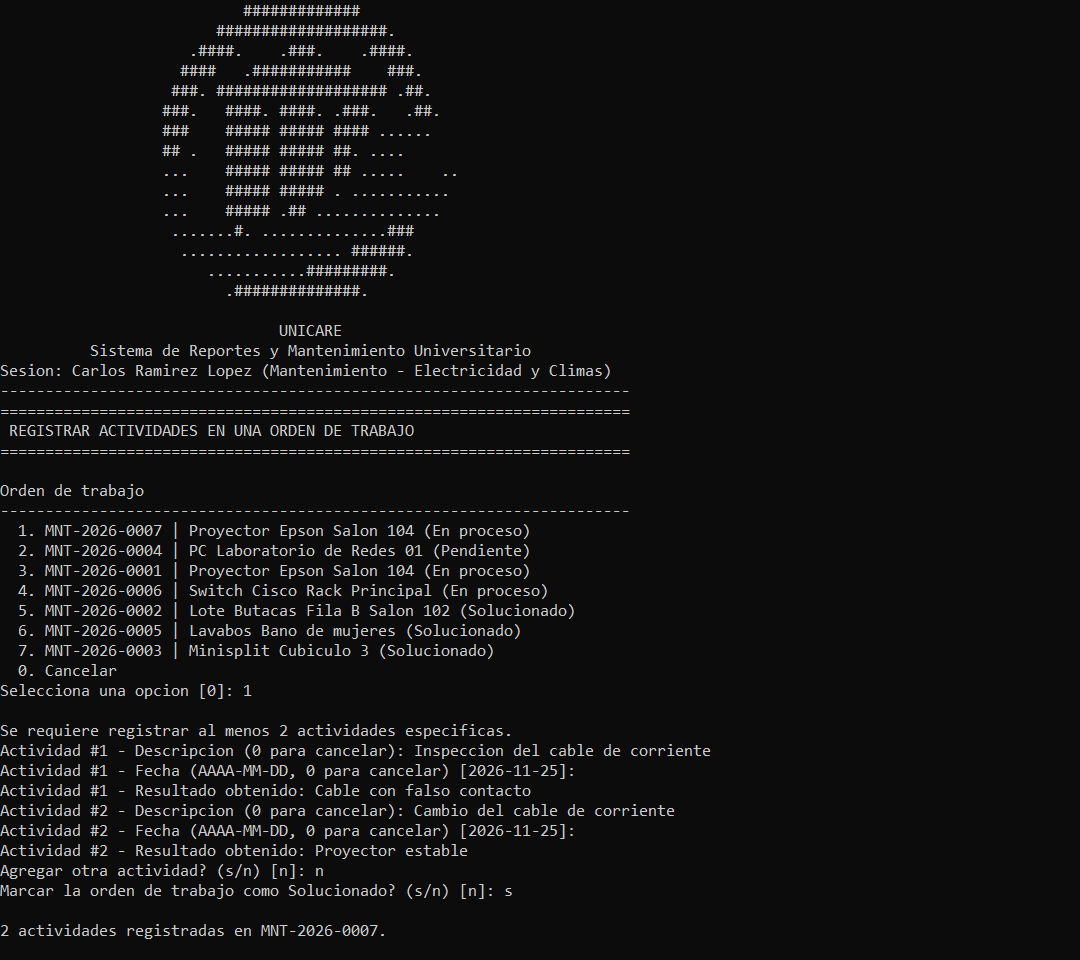 #############
###################.
.####.    .###.    .####.
####   .###########    ###.
###. ################### .##.
###.   ####. ####. .###.   .##.
###    ##### ##### #### ......
## .   ##### ##### ##. ....
...    ##### ##### ## .....    ..
...    ##### ##### . ...........
...    ##### .## ..............
.......#. ..............###
.................. ######.
...........#########.
.##############.
UNICARE
Sistema de Reportes y Mantenimiento Universitario
Sesion: Carlos Ramirez Lopez (Mantenimiento - Electricidad y Climas)
----------------------------------------------------------------------
======================================================================
REGISTRAR ACTIVIDADES EN UNA ORDEN DE TRABAJO
======================================================================
Orden de trabajo
----------------------------------------------------------------------
1. MNT-2026-0007 | Proyector Epson Salon 104 (En proceso)
2. MNT-2026-0004 | PC Laboratorio de Redes 01 (Pendiente)
3. MNT-2026-0001 | Proyector Epson Salon 104 (En proceso)
4. MNT-2026-0006 | Switch Cisco Rack Principal (En proceso)
5. MNT-2026-0002 | Lote Butacas Fila B Salon 102 (Solucionado)
6. MNT-2026-0005 | Lavabos Bano de mujeres (Solucionado)
7. MNT-2026-0003 | Minisplit Cubiculo 3 (Solucionado)
0. Cancelar
Selecciona una opcion [0]: 1
Se requiere registrar al menos 2 actividades especificas.
Actividad #1 - Descripcion (0 para cancelar): Inspeccion del cable de corriente
Actividad #1 - Fecha (AAAA-MM-DD, 0 para cancelar) [2026-11-25]:
Actividad #1 - Resultado obtenido: Cable con falso contacto
Actividad #2 - Descripcion (0 para cancelar): Cambio del cable de corriente
Actividad #2 - Fecha (AAAA-MM-DD, 0 para cancelar) [2026-11-25]:
Actividad #2 - Resultado obtenido: Proyector estable
Agregar otra actividad? (s/n) [n]: n
Marcar la orden de trabajo como Solucionado? (s/n) [n]: s
2 actividades registradas en MNT-2026-0007.